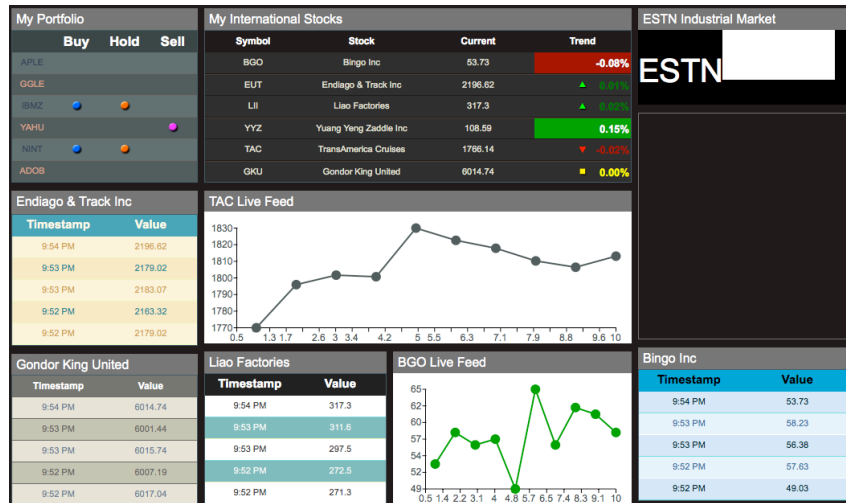 My Portfolio
Buy Hold Sell
APLE
GGLE
IBMZ
YAHU
NINT
ADOB
My International Stocks
Symbol Stock Current Trend
BGO Bingo Inc 53.73 -0.08%
EUT Endiago & Track Inc 2196.62 0.01%
LII Liao Factories 317.3 0.02%
YYZ Yuang Yeng Zaddle Inc 108.59 0.15%
TAC TransAmerica Cruises 1766.14 -0.02%
GKU Gondor King United 6014.74 0.00%
ESTN Industrial Market
ESTN
Endiago & Track Inc
Timestamp Value
9:54 PM 2196.62
9:53 PM 2179.02
9:53 PM 2183.07
9:52 PM 2163.32
9:52 PM 2179.02
TAC Live Feed
1830
1820
1810
1800
1790
1780
1770
0.5 1.3 1.7 2.6 3 3.4 4.2 5 5.5 6.3 7.1 7.9 8.8 9.6 10
Gondor King United
Timestamp Value
9:54 PM 6014.74
9:53 PM 6001.44
9:53 PM 6015.74
9:52 PM 6007.19
9:52 PM 6017.04
Liao Factories
Timestamp Value
9:54 PM 317.3
9:53 PM 311.6
9:53 PM 297.5
9:52 PM 272.5
9:52 PM 271.3
BGO Live Feed
65
62
60
57
54
52
49
0.5 1.4 2.2 3.1 4 4.8 5.7 6.5 7.4 8.3 9.1 10
Bingo Inc
Timestamp Value
9:54 PM 53.73
9:53 PM 58.23
9:53 PM 56.38
9:52 PM 57.63
9:52 PM 49.03